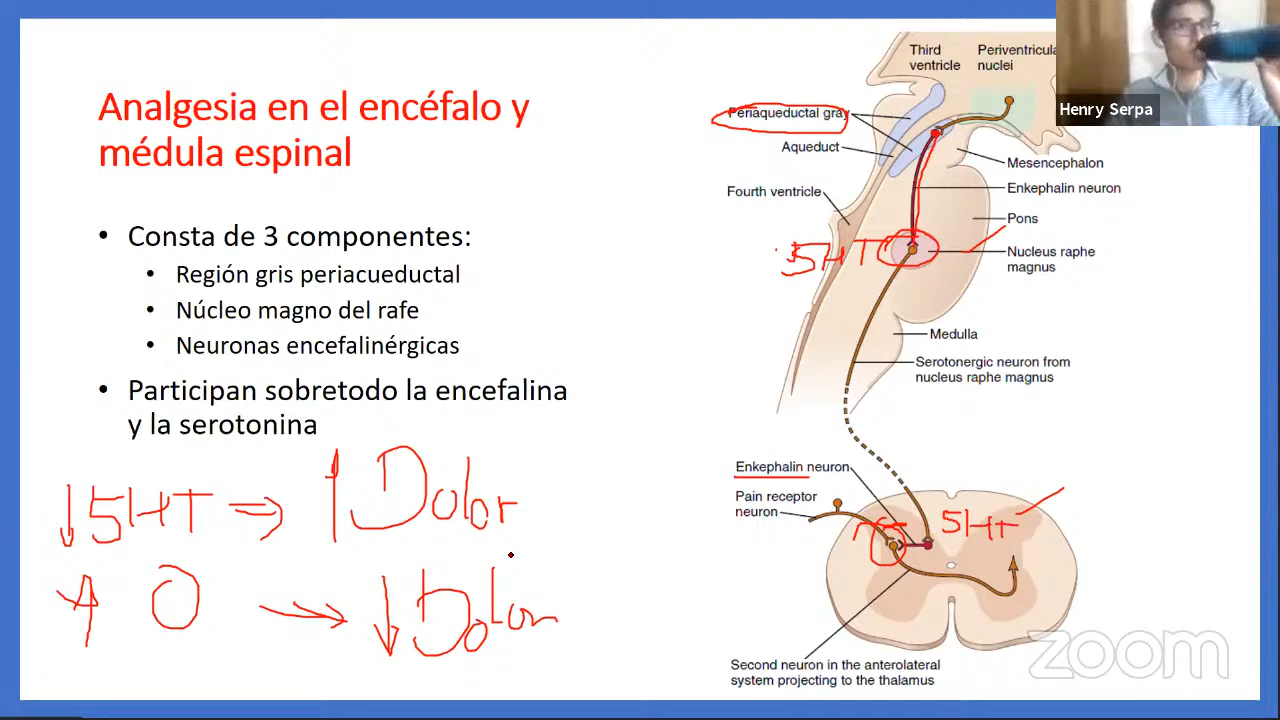 Analgesia en el encéfalo y
médula espinal
• Consta de 3 componentes:
• Región gris periacueductal
• Núcleo magno del rafe
• Neuronas encefalinérgicas
• Participan sobretodo la encefalina
y la serotonina
↓5HT ⇒ ↑Dolor
↑ O → ↓Dolor
Third
ventricle
Periventricula
nuclei
Henry Serpa
Periaqueductal gray
Aqueduct
Mesencephalon
Fourth ventricle
Enkephalin neuron
Pons
5HT
Nucleus raphe
magnus
Medulla
Serotonergic neuron from
nucleus raphe magnus
Enkephalin neuron
Pain receptor
neuron
5HT
Second neuron in the anterolateral
system projecting to the thalamus
zoom